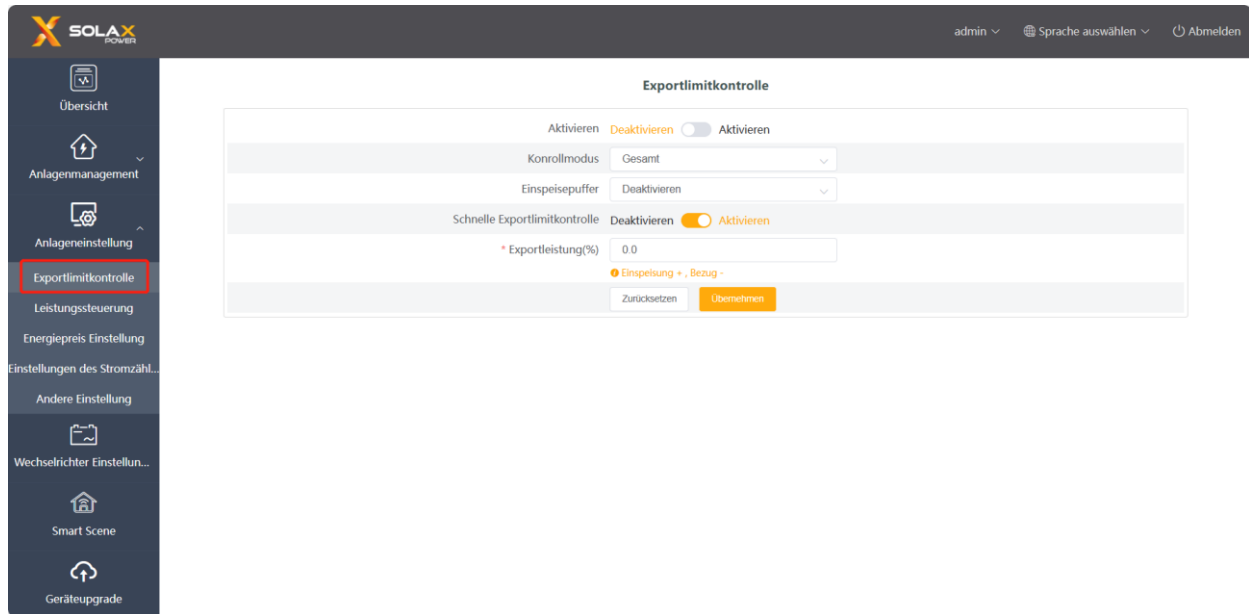 SOLAX
POWER
admin
Sprache auswählen
Abmelden
Übersicht
Anlagenmanagement
Anlageneinstellung
Exportlimitkontrolle
Leistungssteuerung
Energiepreis Einstellung
Einstellungen des Stromzähl...
Andere Einstellung
Wechselrichter Einstellun...
Smart Scene
Geräteupgrade
Exportlimitkontrolle
Aktivieren Deaktivieren Aktivieren
Konrollmodus Gesamt
Einspeisepuffer Deaktivieren
Schnelle Exportlimitkontrolle Deaktivieren Aktivieren
* Exportleistung(%) 0.0
Einspeisung + , Bezug -
Zurücksetzen Übernehmen